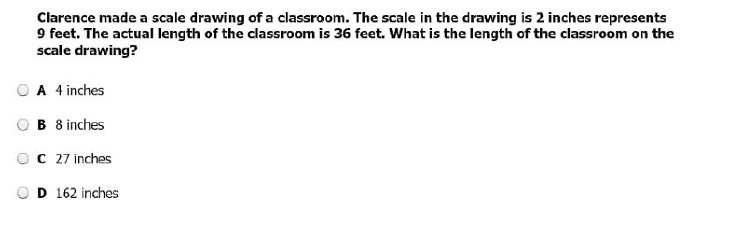 Clarence made a scale drawing of a classroom. The scale in the drawing is 2 inches represents
9 feet. The actual length of the classroom is 36 feet. What is the length of the classroom on the
scale drawing?
A 4 inches
B 8 inches
C 27 inches
D 162 inches